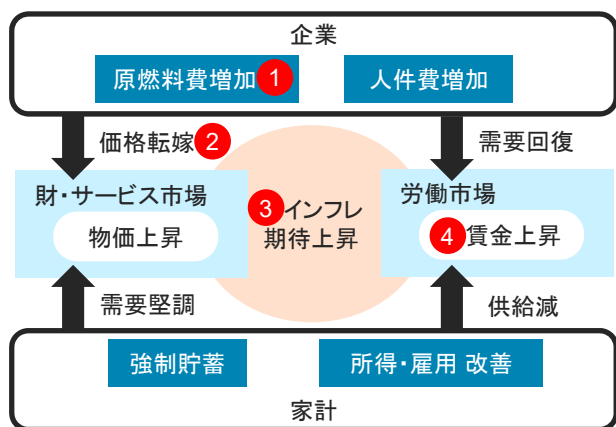 企業
原燃料費増加 1
人件費増加
価格転嫁 2
需要回復
財・サービス市場
物価上昇
3 インフレ
期待上昇
労働市場
4 賃金上昇
需要堅調
供給減
強制貯蓄
所得・雇用 改善
家計